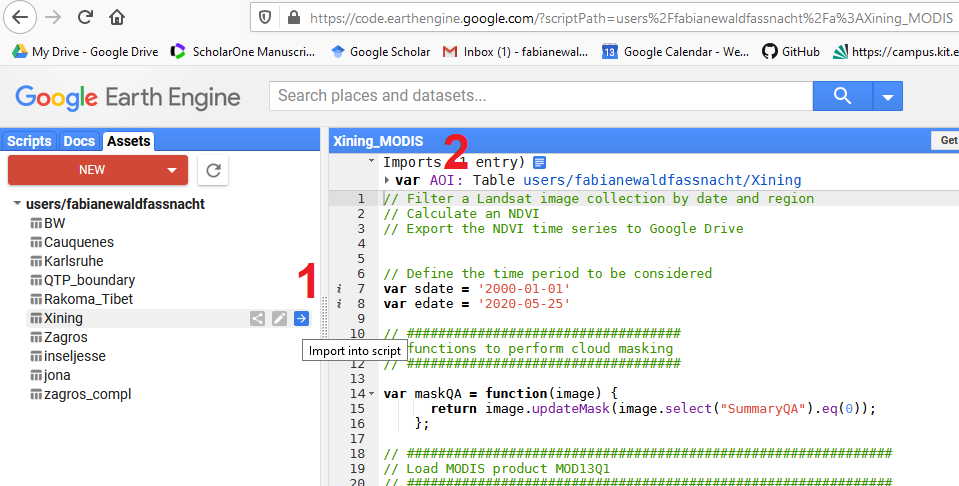 https://code.earthengine.google.com/?scriptPath=users%2Ffabianewaldfassnacht%2Fa%3AXining_MODIS
My Drive - Google Drive ScholarOne Manuscri... Google Scholar Inbox (1) - fabianewal... 13 Google Calendar - We... GitHub https://campus.kit.e
Google Earth Engine
Search places and datasets...
Scripts Docs Assets
NEW
users/fabianewaldfassnacht
BW
Cauquenes
Karlsruhe
QTP_boundary
Rakoma_Tibet
Xining
Zagros
inseljesse
jona
zagros_compl
1
Import into script
Xining_MODIS
2
Get
Imports 1 entry)
var AOI: Table users/fabianewaldfassnacht/Xining
1 // Filter a Landsat image collection by date and region
2 // Calculate an NDVI
3 // Export the NDVI time series to Google Drive
4
5
6 // Define the time period to be considered
i 7 var sdate = '2000-01-01'
i 8 var edate = '2020-05-25'
9
10 // ###################################
functions to perform cloud masking
12 // ###################################
13
14 var maskQA = function(image) {
15 return image.updateMask(image.select("SummaryQA").eq(0));
16 };
17
18 // ##############################################################
19 // Load MODIS product MOD13Q1
20 // ##############################################################